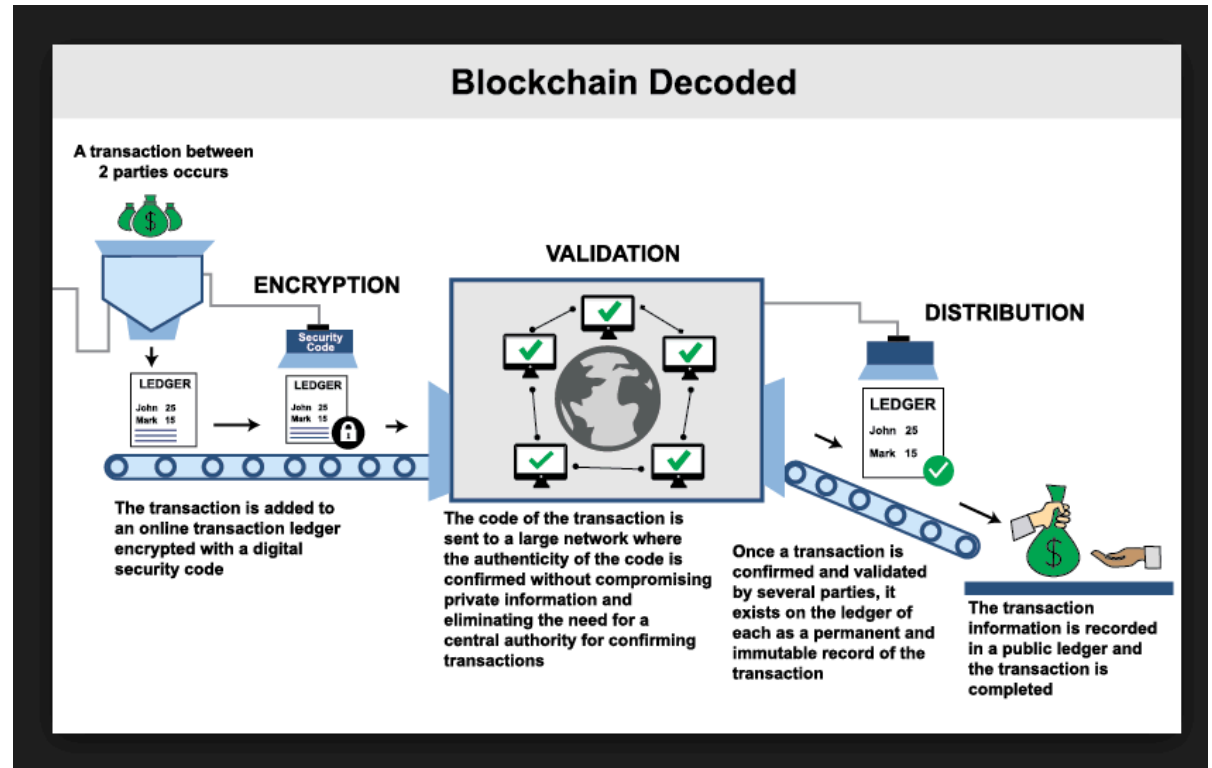 Blockchain Decoded
A transaction between
2 parties occurs
ENCRYPTION
Security
Code
LEDGER
John 25
Mark 15
LEDGER
John 25
Mark 15
The transaction is added to
an online transaction ledger
encrypted with a digital
security code
VALIDATION
The code of the transaction is
sent to a large network where
the authenticity of the code is
confirmed without compromising
private information and
eliminating the need for a
central authority for confirming
transactions
DISTRIBUTION
LEDGER
John 25
Mark 15
$
$
Once a transaction is
confirmed and validated
by several parties, it
exists on the ledger of
each as a permanent and
immutable record of the
transaction
The transaction
information is recorded
in a public ledger and
the transaction is
completed